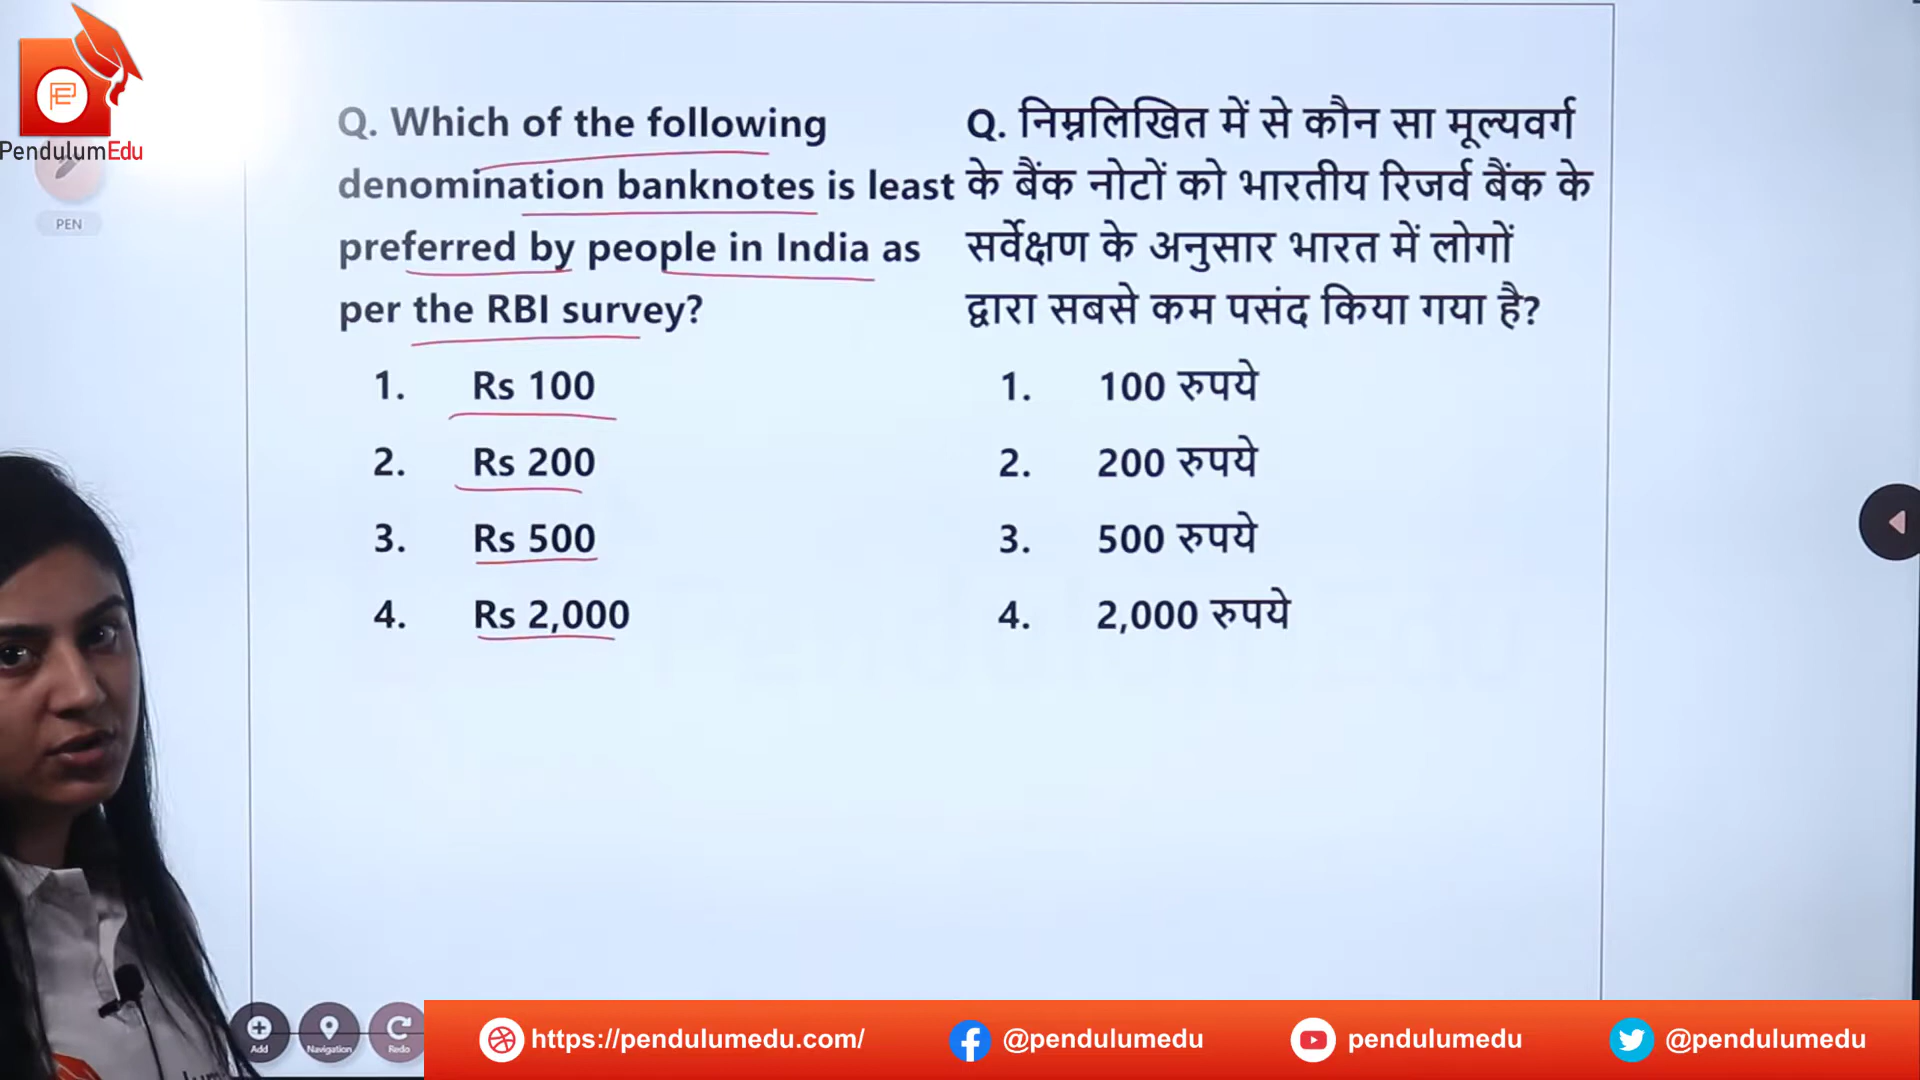 PendulumEdu
PEN
Q. Which of the following
denomination banknotes is least
preferred by people in India as
per the RBI survey?
1. Rs 100
2. Rs 200
3. Rs 500
4. Rs 2,000
Q. निम्नलिखित में से कौन सा मूल्यवर्ग
के बैंक नोटों को भारतीय रिजर्व बैंक के
सर्वेक्षण के अनुसार भारत में लोगों
द्वारा सबसे कम पसंद किया गया है?
1. 100 रुपये
2. 200 रुपये
3. 500 रुपये
4. 2,000 रुपये
Add
Navigation
Redo
https://pendulumedu.com/
@pendulumedu
pendulumedu
@pendulumedu